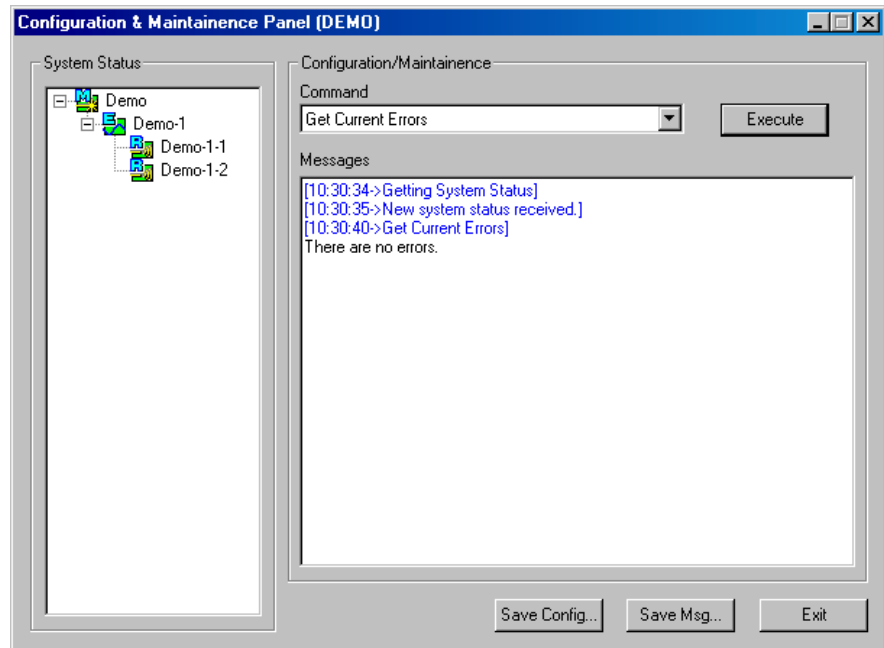 Configuration & Maintainence Panel (DEMO)
System Status
Demo
Demo-1
Demo-1-1
Demo-1-2
Configuration/Maintainence
Command
Get Current Errors
Execute
Messages
[10:30:34->Getting System Status]
[10:30:35->New system status received.]
[10:30:40->Get Current Errors]
There are no errors.
Save Config...
Save Msg...
Exit